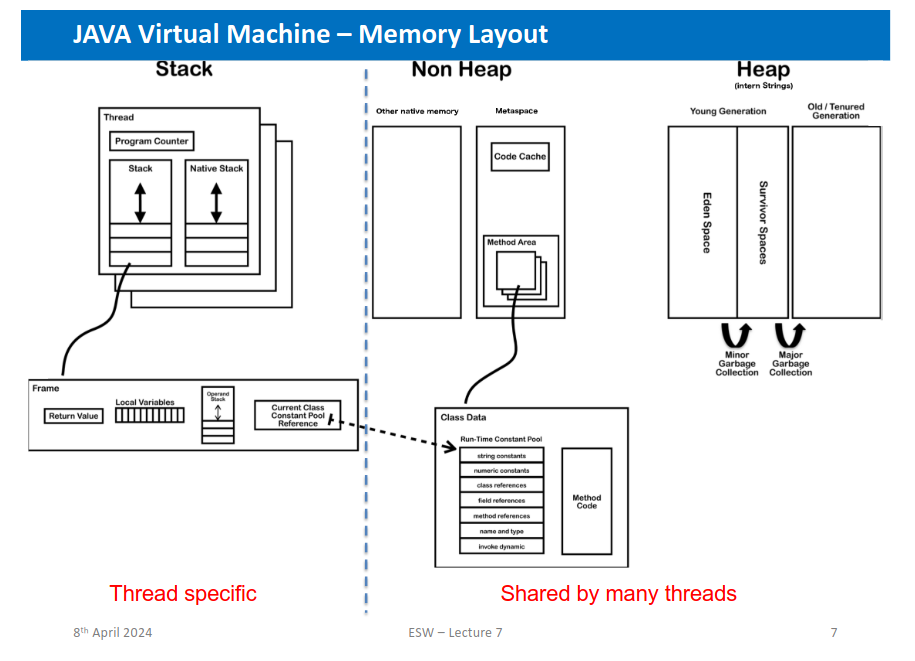 JAVA Virtual Machine – Memory Layout
Stack
Non Heap
Heap
(intern Strings)
Thread
Program Counter
Stack
Native Stack
Other native memory
Metaspace
Code Cache
Method Area
Young Generation
Old / Tenured
Generation
Eden Space
Survivor Spaces
Minor
Garbage
Collection
Major
Garbage
Collection
Frame
Return Value
Local Variables
Operand
Stack
Current Class
Constant Pool
Reference
Class Data
Run-Time Constant Pool
string constants
numeric constants
class references
field references
method references
name and type
invoke dynamic
Method
Code
Thread specific
Shared by many threads
8th April 2024
ESW – Lecture 7
7